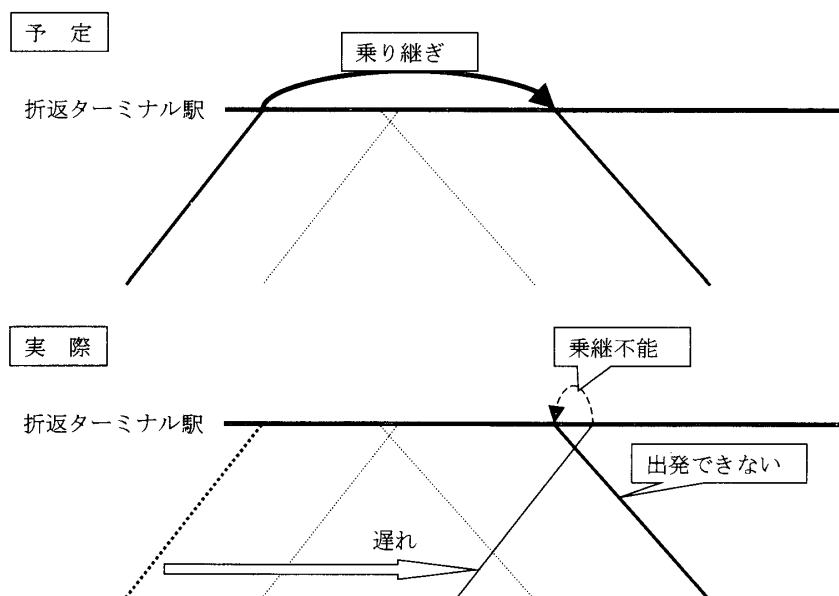 予 定
乗り継ぎ
折返ターミナル駅
実 際
乗継不能
折返ターミナル駅
出発できない
遅れ